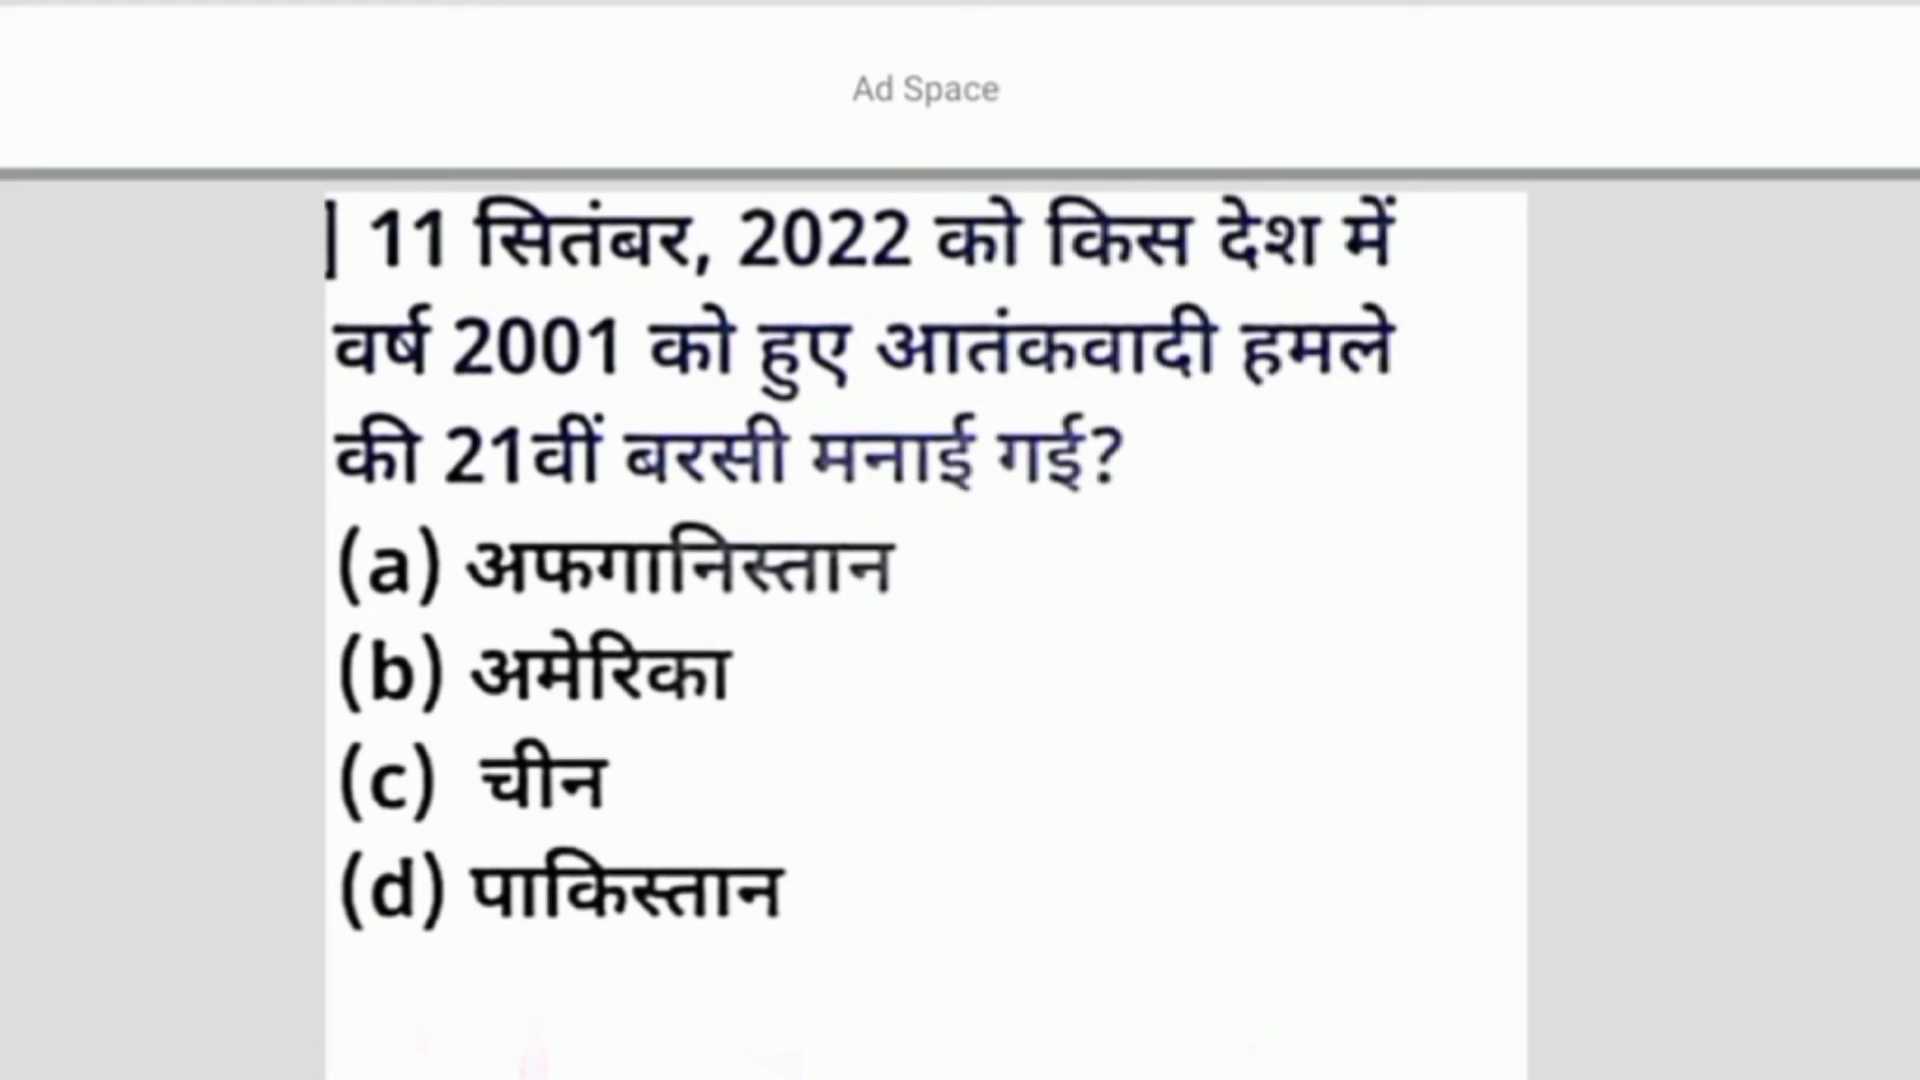 Ad Space
| 11 सितंबर, 2022 को किस देश में
वर्ष 2001 को हुए आतंकवादी हमले
की 21वीं बरसी मनाई गई?
(a) अफगानिस्तान
(b) अमेरिका
(c) चीन
(d) पाकिस्तान